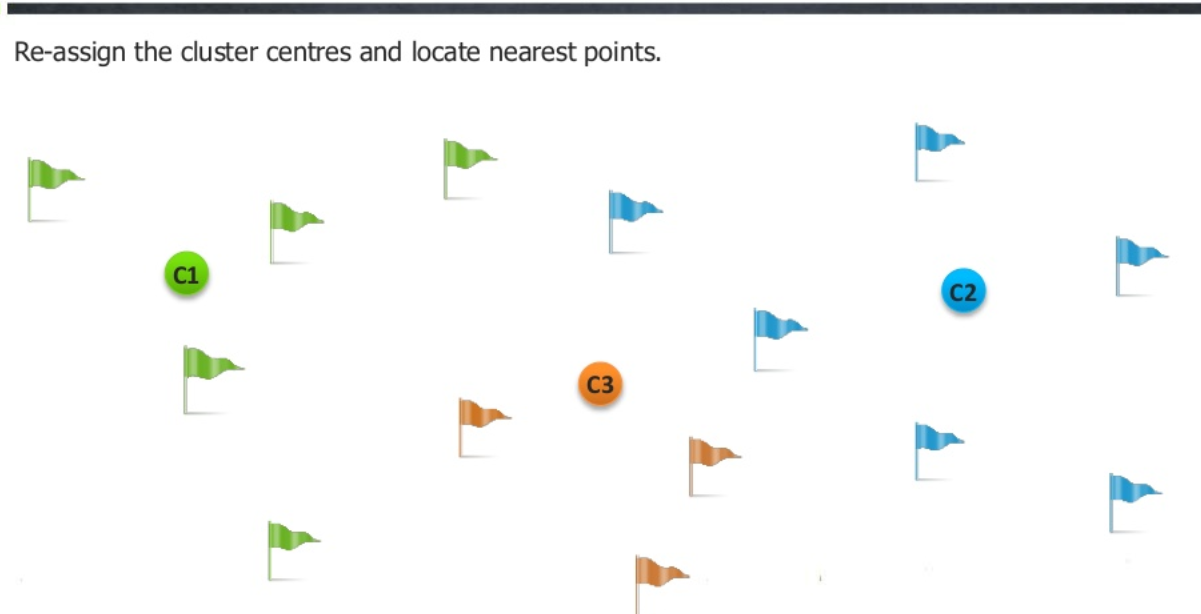 Re-assign the cluster centres and locate nearest points.
C1
C2
C3